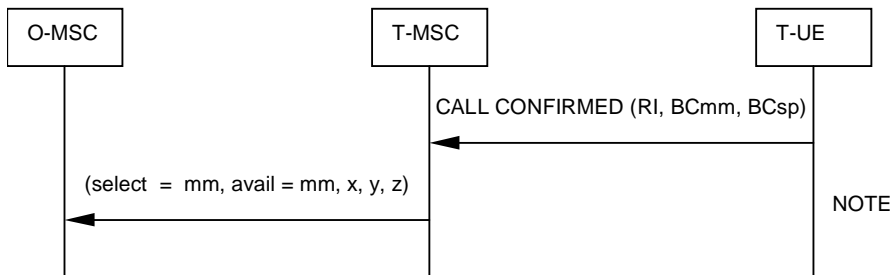 O-MSC
T-MSC
T-UE
CALL CONFIRMED (RI, BCmm, BCsp)
(select = mm, avail = mm, x, y, z)
NOTE